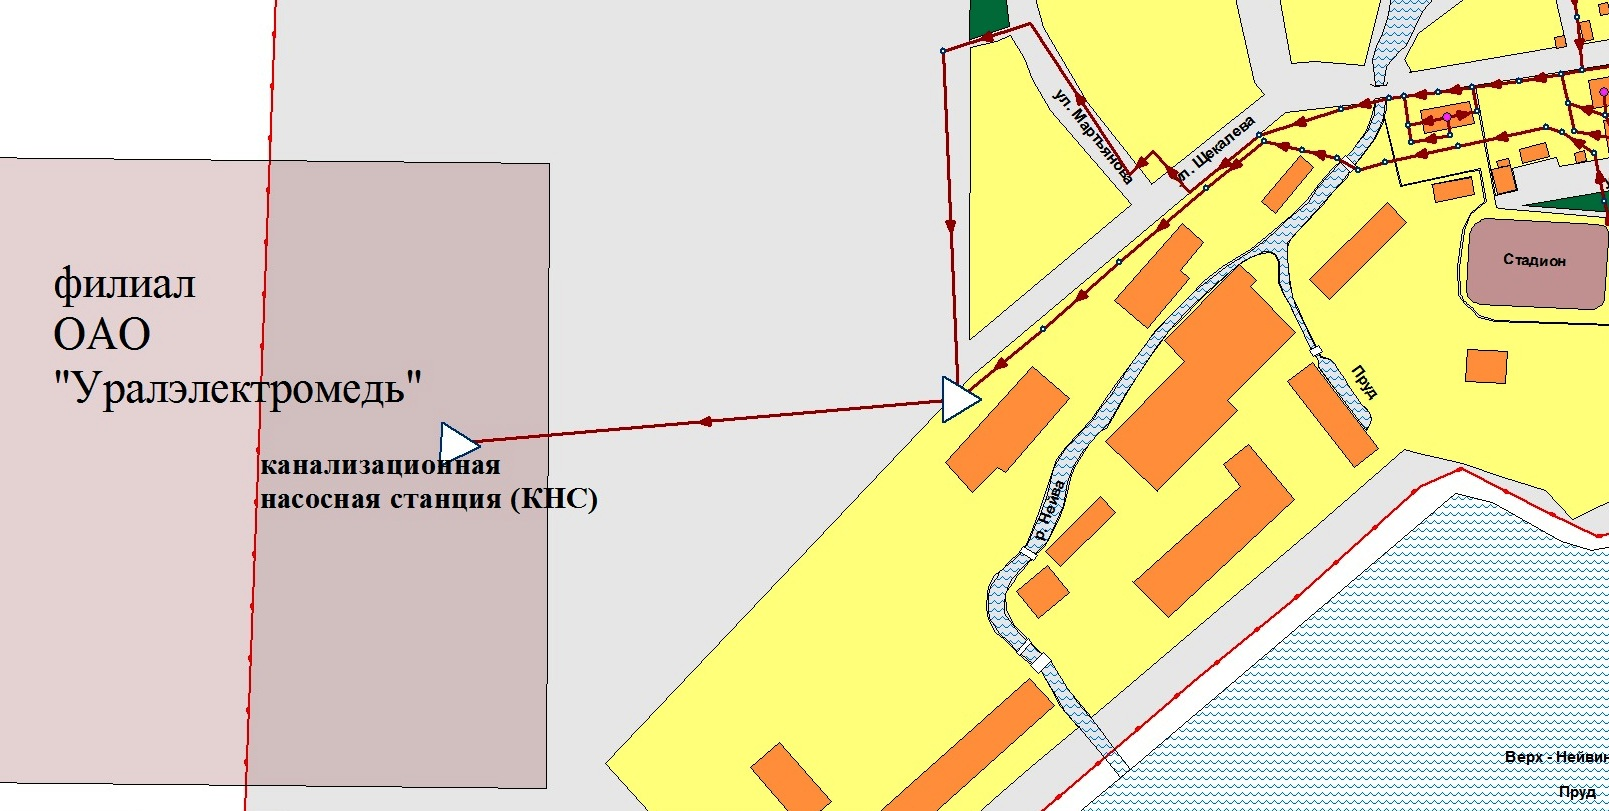 ул. Мартьянова
л. Щекалева
Стадион
филиал
ОАО
"Уралэлектромедь"
Пруд
канализационная
насосная станция (КНС)
р. Нейва
Верх - Нейвин
Пруд